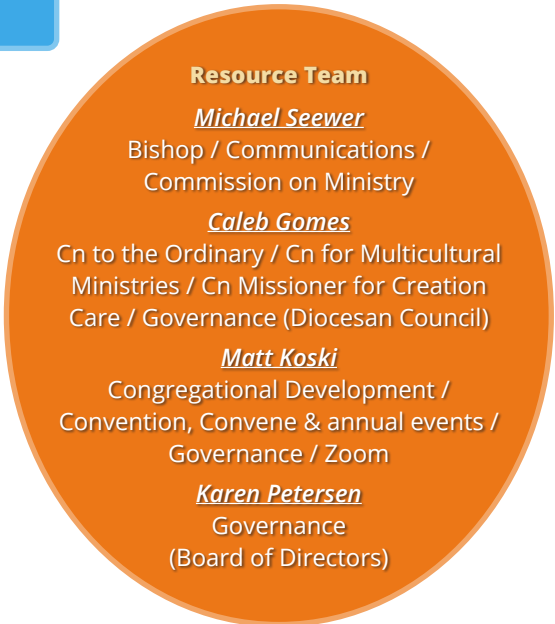 Resource Team
Michael Seewer
Bishop / Communications /
Commission on Ministry
Caleb Gomes
Cn to the Ordinary / Cn for Multicultural
Ministries / Cn Missioner for Creation
Care / Governance (Diocesan Council)
Matt Koski
Congregational Development /
Convention, Convene & annual events /
Governance / Zoom
Karen Petersen
Governance
(Board of Directors)